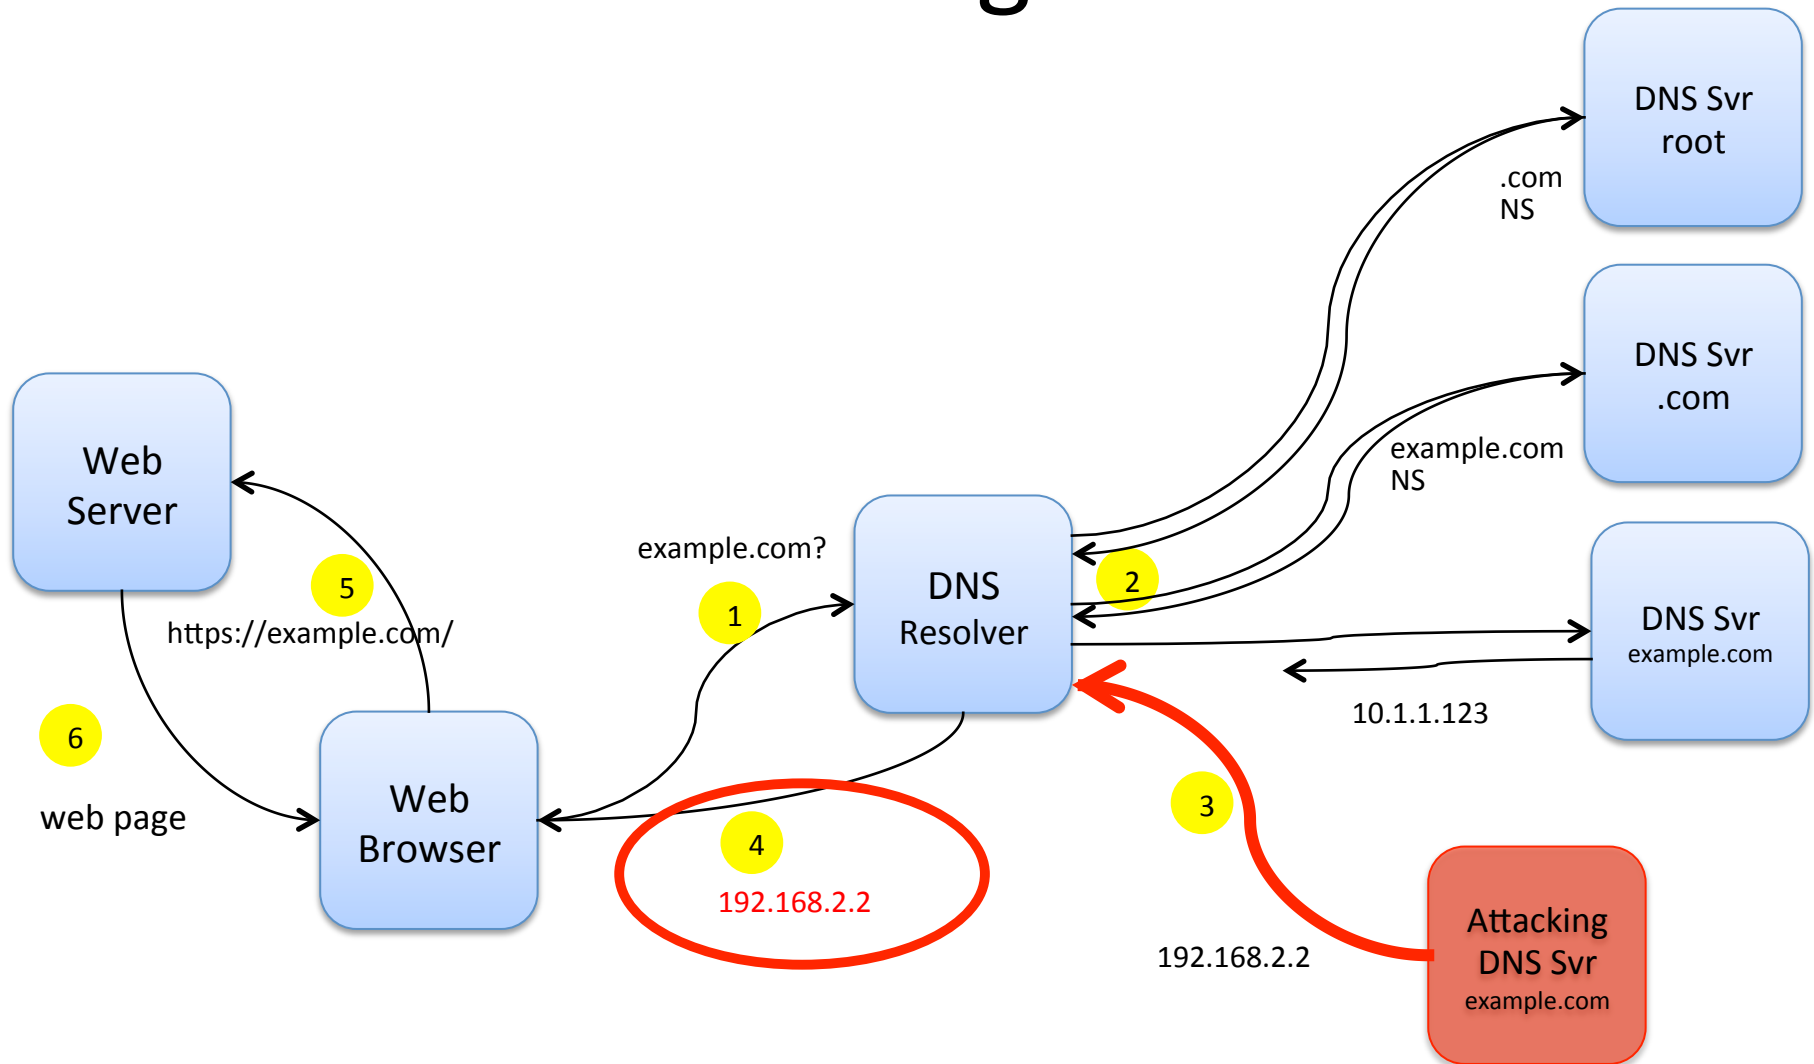 g
DNS Svr
root
.com
NS
DNS Svr
.com
example.com
NS
Web
Server
5
https://example.com/
example.com?
1
DNS
Resolver
2
DNS Svr
example.com
10.1.1.123
6
web page
Web
Browser
4
192.168.2.2
3
192.168.2.2
Attacking
DNS Svr
example.com